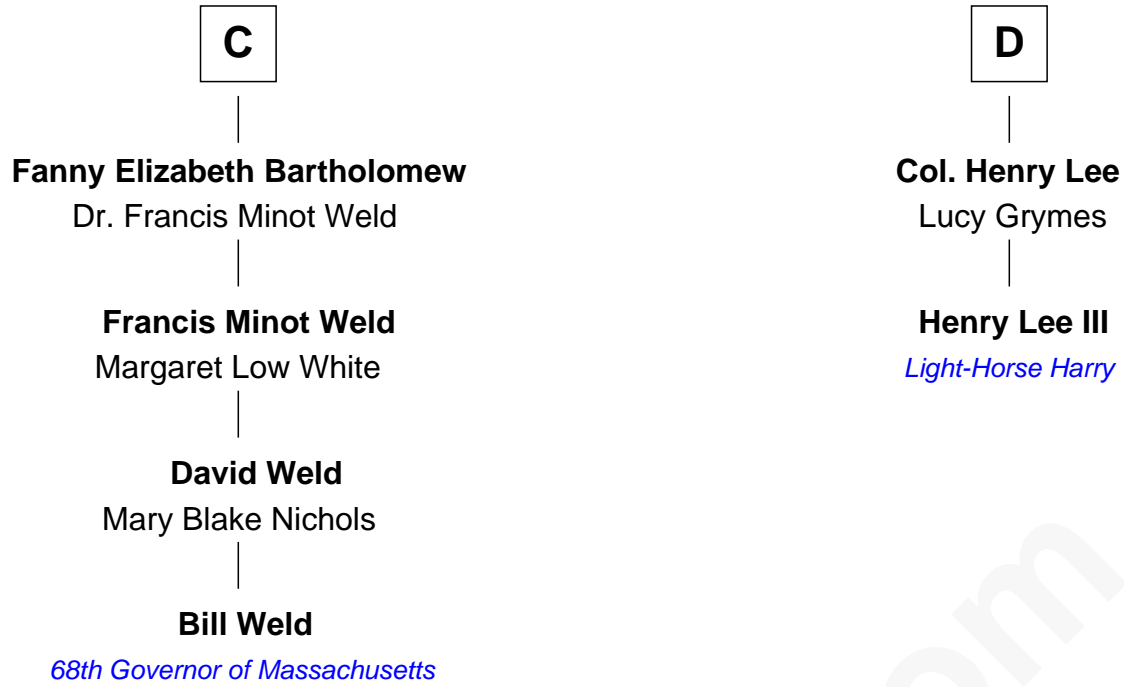 C
Fanny Elizabeth Bartholomew
Dr. Francis Minot Weld
Francis Minot Weld
Margaret Low White
David Weld
Mary Blake Nichols
Bill Weld
68th Governor of Massachusetts
D
Col. Henry Lee
Lucy Grymes
Henry Lee III
Light-Horse Harry